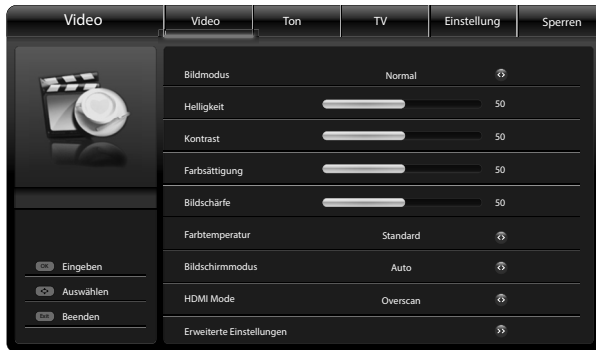 Video Video Ton TV Einstellung Sperren
Bildmodus Normal
Helligkeit 50
Kontrast 50
Farbsättigung 50
Bildschärfe 50
Farbtemperatur Standard
OK Eingeben
Bildschirmmodus Auto
Auswählen
HDMI Mode Overscan
Exit Beenden
Erweiterte Einstellungen